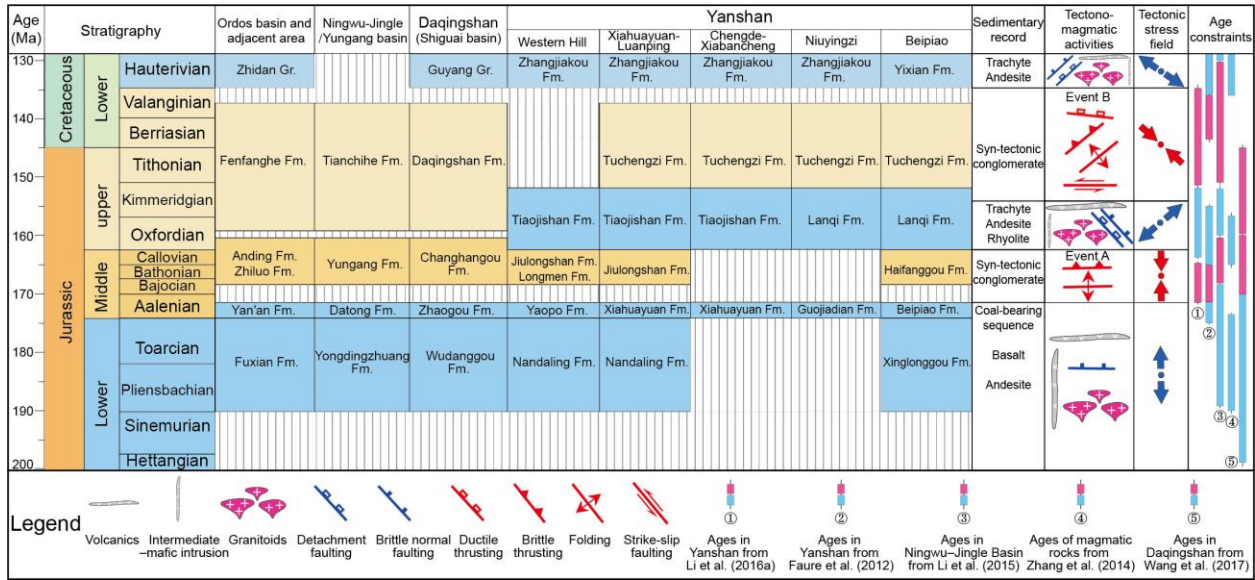 Age
(Ma)
Stratigraphy
Ordos basin and
adjacent area
Ningwu-Jingle
/Yungang basin
Daqingshan
(Shiguai basin)
Yanshan
Western Hill
Xiahuayuan-
Luanping
Chengde-
Xiabancheng
Niuyingzi
Beipiao
Sedimentary
record
Tectono-
magmatic
activities
Tectonic
stress
field
Age
constraints
130
140
150
160
170
180
190
200
Cretaceous
Jurassic
Lower
upper
Middle
Lower
Hauterivian
Valanginian
Berriasian
Tithonian
Kimmeridgian
Oxfordian
Callovian
Bathonian
Bajocian
Aalenian
Toarcian
Pliensbachian
Sinemurian
Hettangian
Zhidan Gr.
Fenfanghe Fm.
Anding Fm.
Zhiluo Fm.
Yan'an Fm.
Fuxian Fm.
Tianchihe Fm.
Yungang Fm.
Datong Fm.
Yongdingzhuang
Fm.
Guyang Gr.
Daqingshan Fm.
Changhangou
Fm.
Zhaogou Fm.
Wudanggou
Fm.
Zhangjiakou
Fm.
Tiaojishan Fm.
Jiulongshan Fm.
Longmen Fm.
Yaopo Fm.
Nandaling Fm.
Zhangjiakou
Fm.
Tuchengzi Fm.
Tiaojishan Fm.
Jiulongshan Fm.
Xiahuayuan Fm.
Nandaling Fm.
Zhangjiakou
Fm.
Tuchengzi Fm.
Tiaojishan Fm.
Xiahuayuan Fm.
Zhangjiakou
Fm.
Tuchengzi Fm.
Lanqi Fm.
Guojiadian Fm.
Yixian Fm.
Tuchengzi Fm.
Lanqi Fm.
Haifanggou Fm.
Beipiao Fm.
Xinglonggou Fm.
Trachyte
Andesite
Syn-tectonic
conglomerate
Trachyte
Andesite
Rhyolite
Syn-tectonic
conglomerate
Coal-bearing
sequence
Basalt
Andesite
Event B
Event A
①
②
③
④
⑤
Legend
Volcanics
Intermediate
–mafic intrusion
Granitoids
Detachment
faulting
Brittle normal
faulting
Ductile
thrusting
Brittle
thrusting
Folding
Strike-slip
faulting
①
Ages in
Yanshan from
Li et al. (2016a)
②
Ages in
Yanshan from
Faure et al. (2012)
③
Ages in
Ningwu–Jingle Basin
from Li et al. (2015)
④
Ages of magmatic
rocks from
Zhang et al. (2014)
⑤
Ages in
Daqingshan from
Wang et al. (2017)